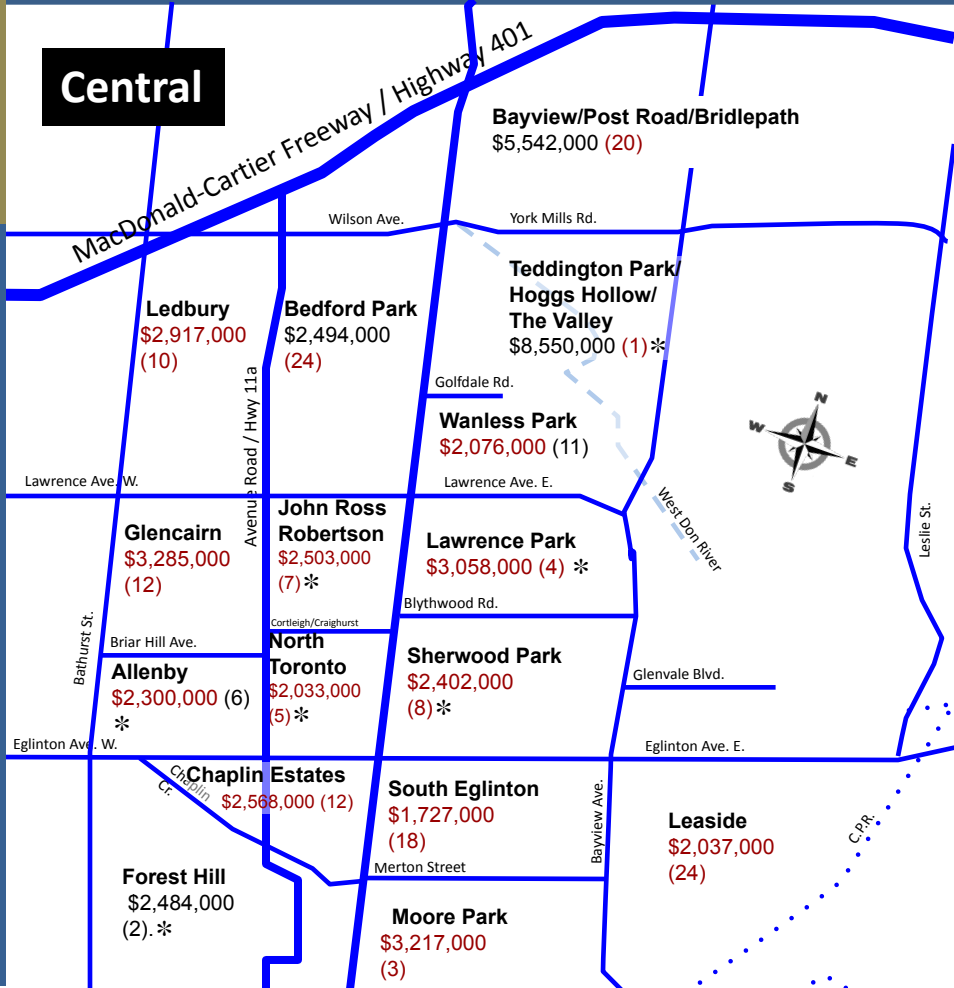 Central
MacDonald-Cartier Freeway / Highway 401
Bayview/Post Road/Bridlepath
$5,542,000 (20)
Wilson Ave.
York Mills Rd.
Teddington Park/
Hoggs Hollow/
The Valley
$8,550,000 (1)*
Ledbury
$2,917,000
(10)
Bedford Park
$2,494,000
(24)
Avenue Road / Hwy 11a
Golfdale Rd.
Wanless Park
$2,076,000 (11)
N
W
E
S
Lawrence Ave. W.
Lawrence Ave. E.
West Don River
Leslie St.
Glencairn
$3,285,000
(12)
John Ross
Robertson
$2,503,000
(7)*
Lawrence Park
$3,058,000 (4) *
Blythwood Rd.
Cortleigh/Craighurst
Bathurst St.
Briar Hill Ave.
Allenby
$2,300,000 (6)
*
North
Toronto
$2,033,000
(5)*
Sherwood Park
$2,402,000
(8)*
Glenvale Blvd.
Eglinton Ave. W.
Eglinton Ave. E.
Chaplin
Cr.
Chaplin Estates
$2,568,000 (12)
South Eglinton
$1,727,000
(18)
Bayview Ave.
Leaside
$2,037,000
(24)
C.P.R.
Merton Street
Forest Hill
$2,484,000
(2).*
Moore Park
$3,217,000
(3)